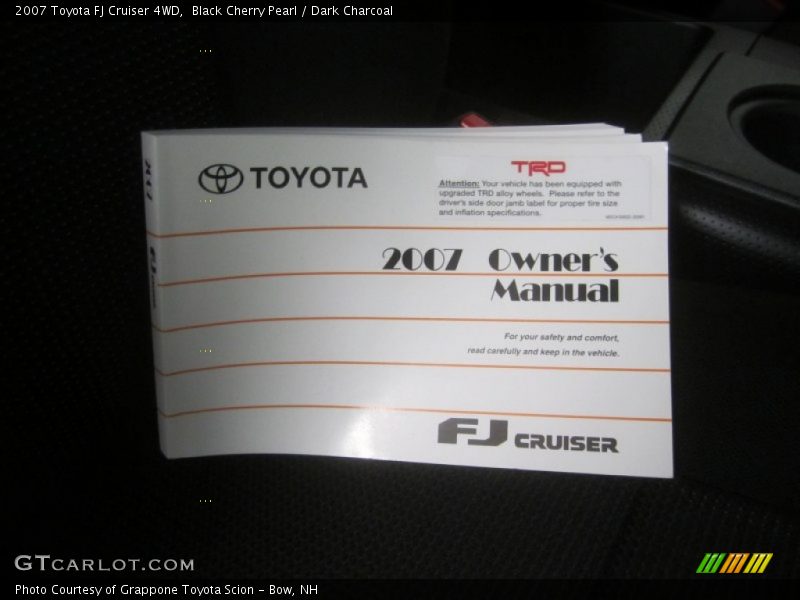 2007 Toyota FJ Cruiser 4WD,  Black Cherry Pearl / Dark Charcoal
TOYOTA
TRD
Attention: Your vehicle has been equipped with
upgraded TRD alloy wheels. Please refer to the
driver's side door jamb label for proper tire size
and inflation specifications.
2007 Owner's
Manual
For your safety and comfort,
read carefully and keep in the vehicle.
FJ CRUISER
GTCARLOT.COM
Photo Courtesy of Grappone Toyota Scion - Bow, NH